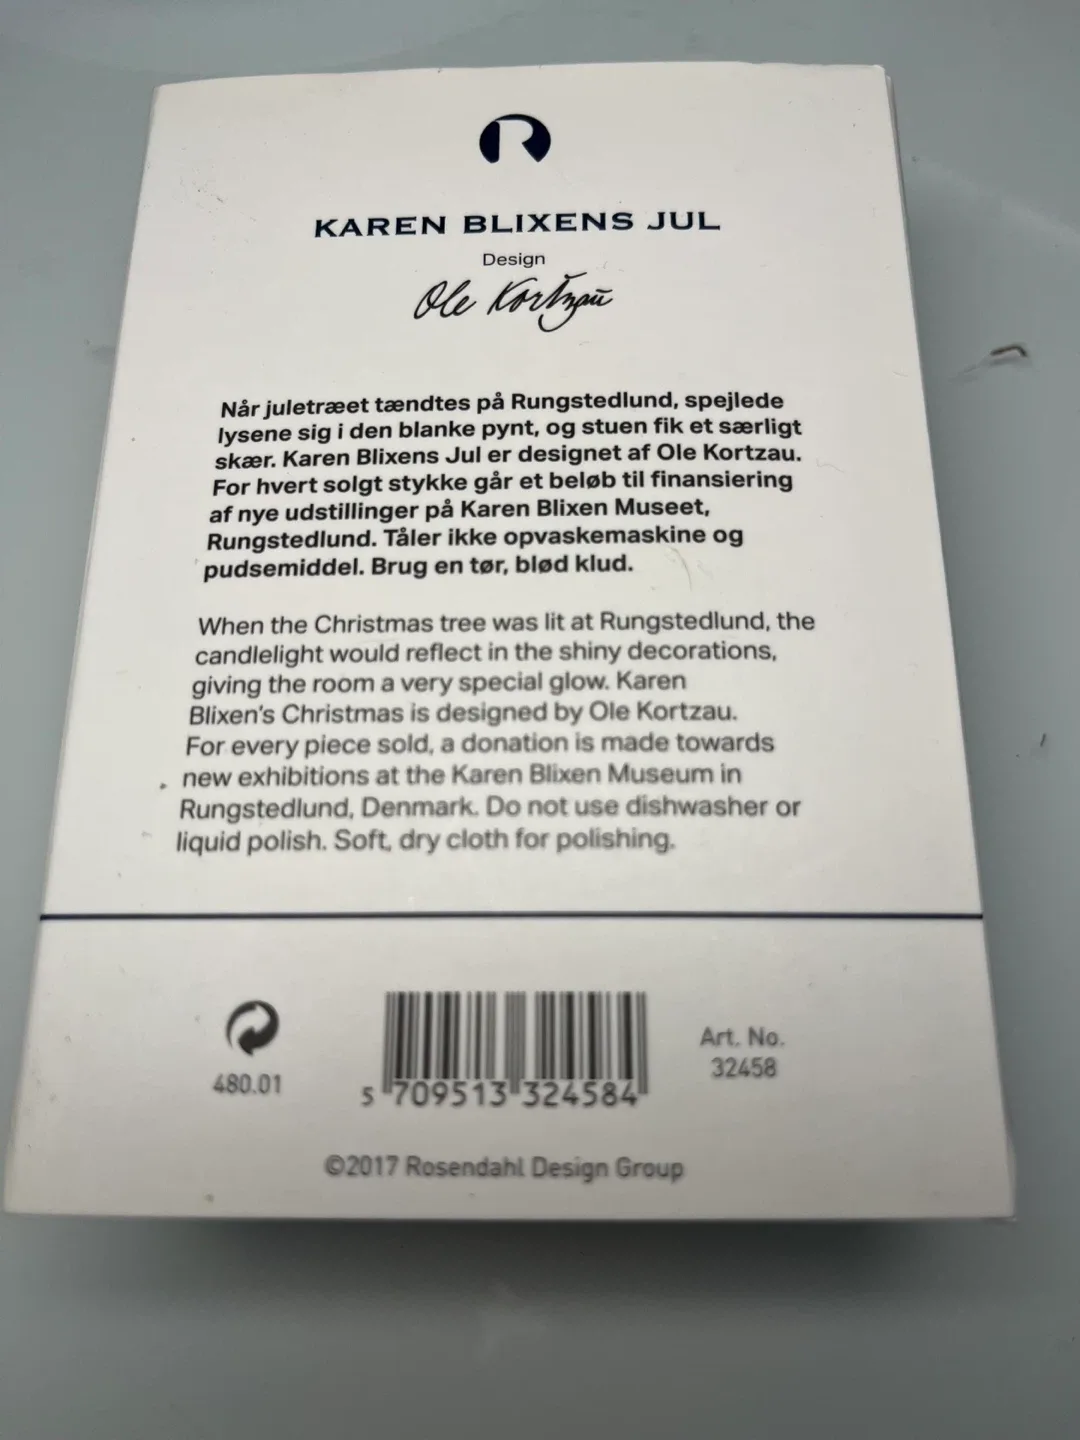 R
KAREN BLIXENS JUL
Design
Ole Kortzau
Når juletræet tændtes på Rungstedlund, spejlede
lysene sig i den blanke pynt, og stuen fik et særligt
skær. Karen Blixens Jul er designet af Ole Kortzau.
For hvert solgt stykke går et beløb til finansiering
af nye udstillinger på Karen Blixen Museet,
Rungstedlund. Tåler ikke opvaskemaskine og
pudsemiddel. Brug en tør, blød klud.
When the Christmas tree was lit at Rungstedlund, the
candlelight would reflect in the shiny decorations,
giving the room a very special glow. Karen
Blixen's Christmas is designed by Ole Kortzau.
For every piece sold, a donation is made towards
new exhibitions at the Karen Blixen Museum in
Rungstedlund, Denmark. Do not use dishwasher or
liquid polish. Soft, dry cloth for polishing.
480.01
5 709513 324584
Art. No.
32458
©2017 Rosendahl Design Group